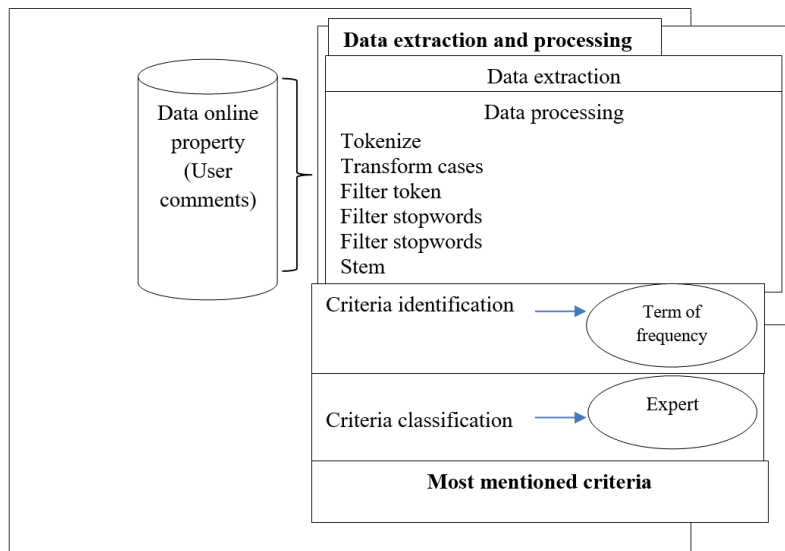 Data extraction and processing
Data extraction
Data online
property
(User
comments)
Data processing
Tokenize
Transform cases
Filter token
Filter stopwords
Filter stopwords
Stem
Criteria identification
Term of
frequency
Criteria classification
Expert
Most mentioned criteria